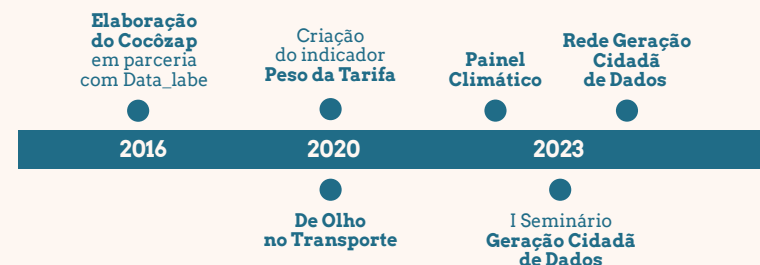 Elaboração
do Cocôzap
em parceria
com Data_labe
Criação
do indicador
Peso da Tarifa
Painel
Climático
Rede Geração
Cidadã
de Dados
2016
2020
2023
De Olho
no Transporte
I Seminário
Geração Cidadã
de Dados